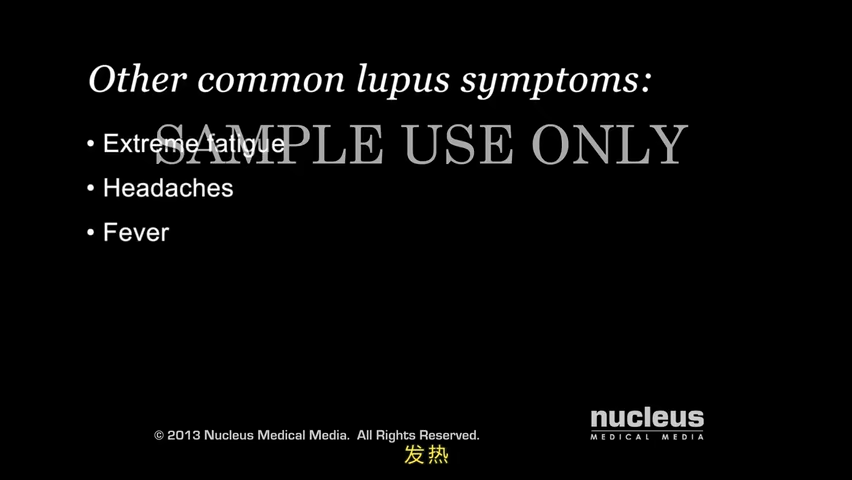 Other common lupus symptoms:
SAMPLE USE ONLY
• Extreme fatigue
• Headaches
• Fever
nucleus
MEDICAL MEDIA
© 2013 Nucleus Medical Media. All Rights Reserved.
发热